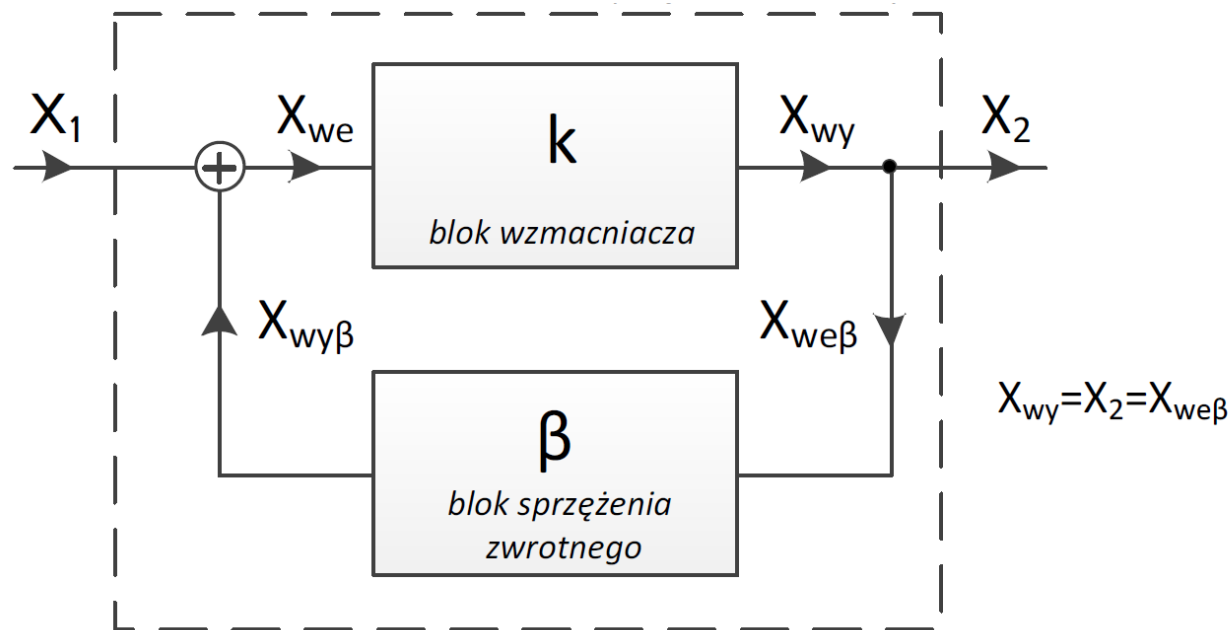 X₁
Xwe
k
blok wzmacniacza
Xwy
X₂
Xwyβ
Xweβ
β
blok sprzężenia
zwrotnego
Xwy=X₂=Xweβ